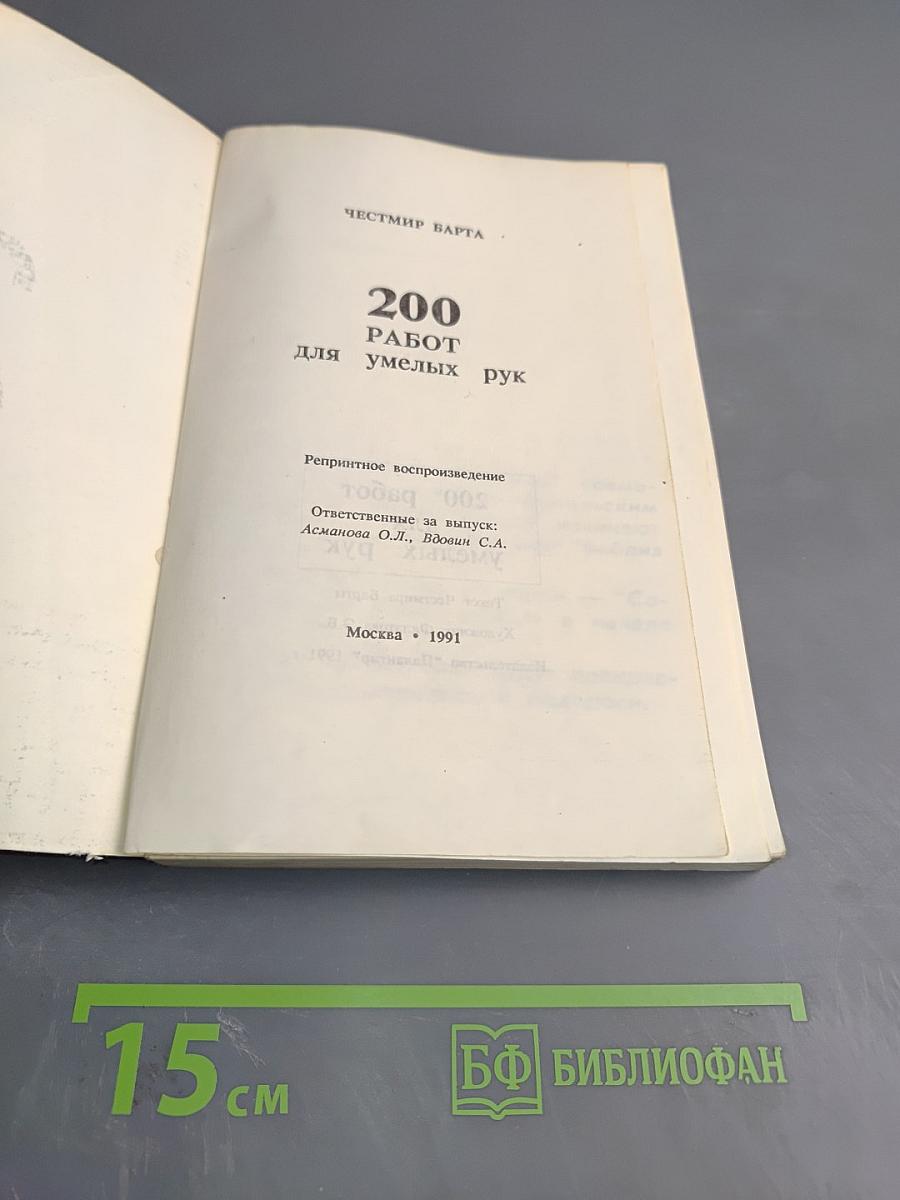 ЧЕСТМИР БАРТА
200
РАБОТ
для умелых рук
Репринтное воспроизведение
Ответственные за выпуск:
Асманова О.Л., Вдовин С.А.
Москва • 1991
15 см
БФ БИБЛИОФАН